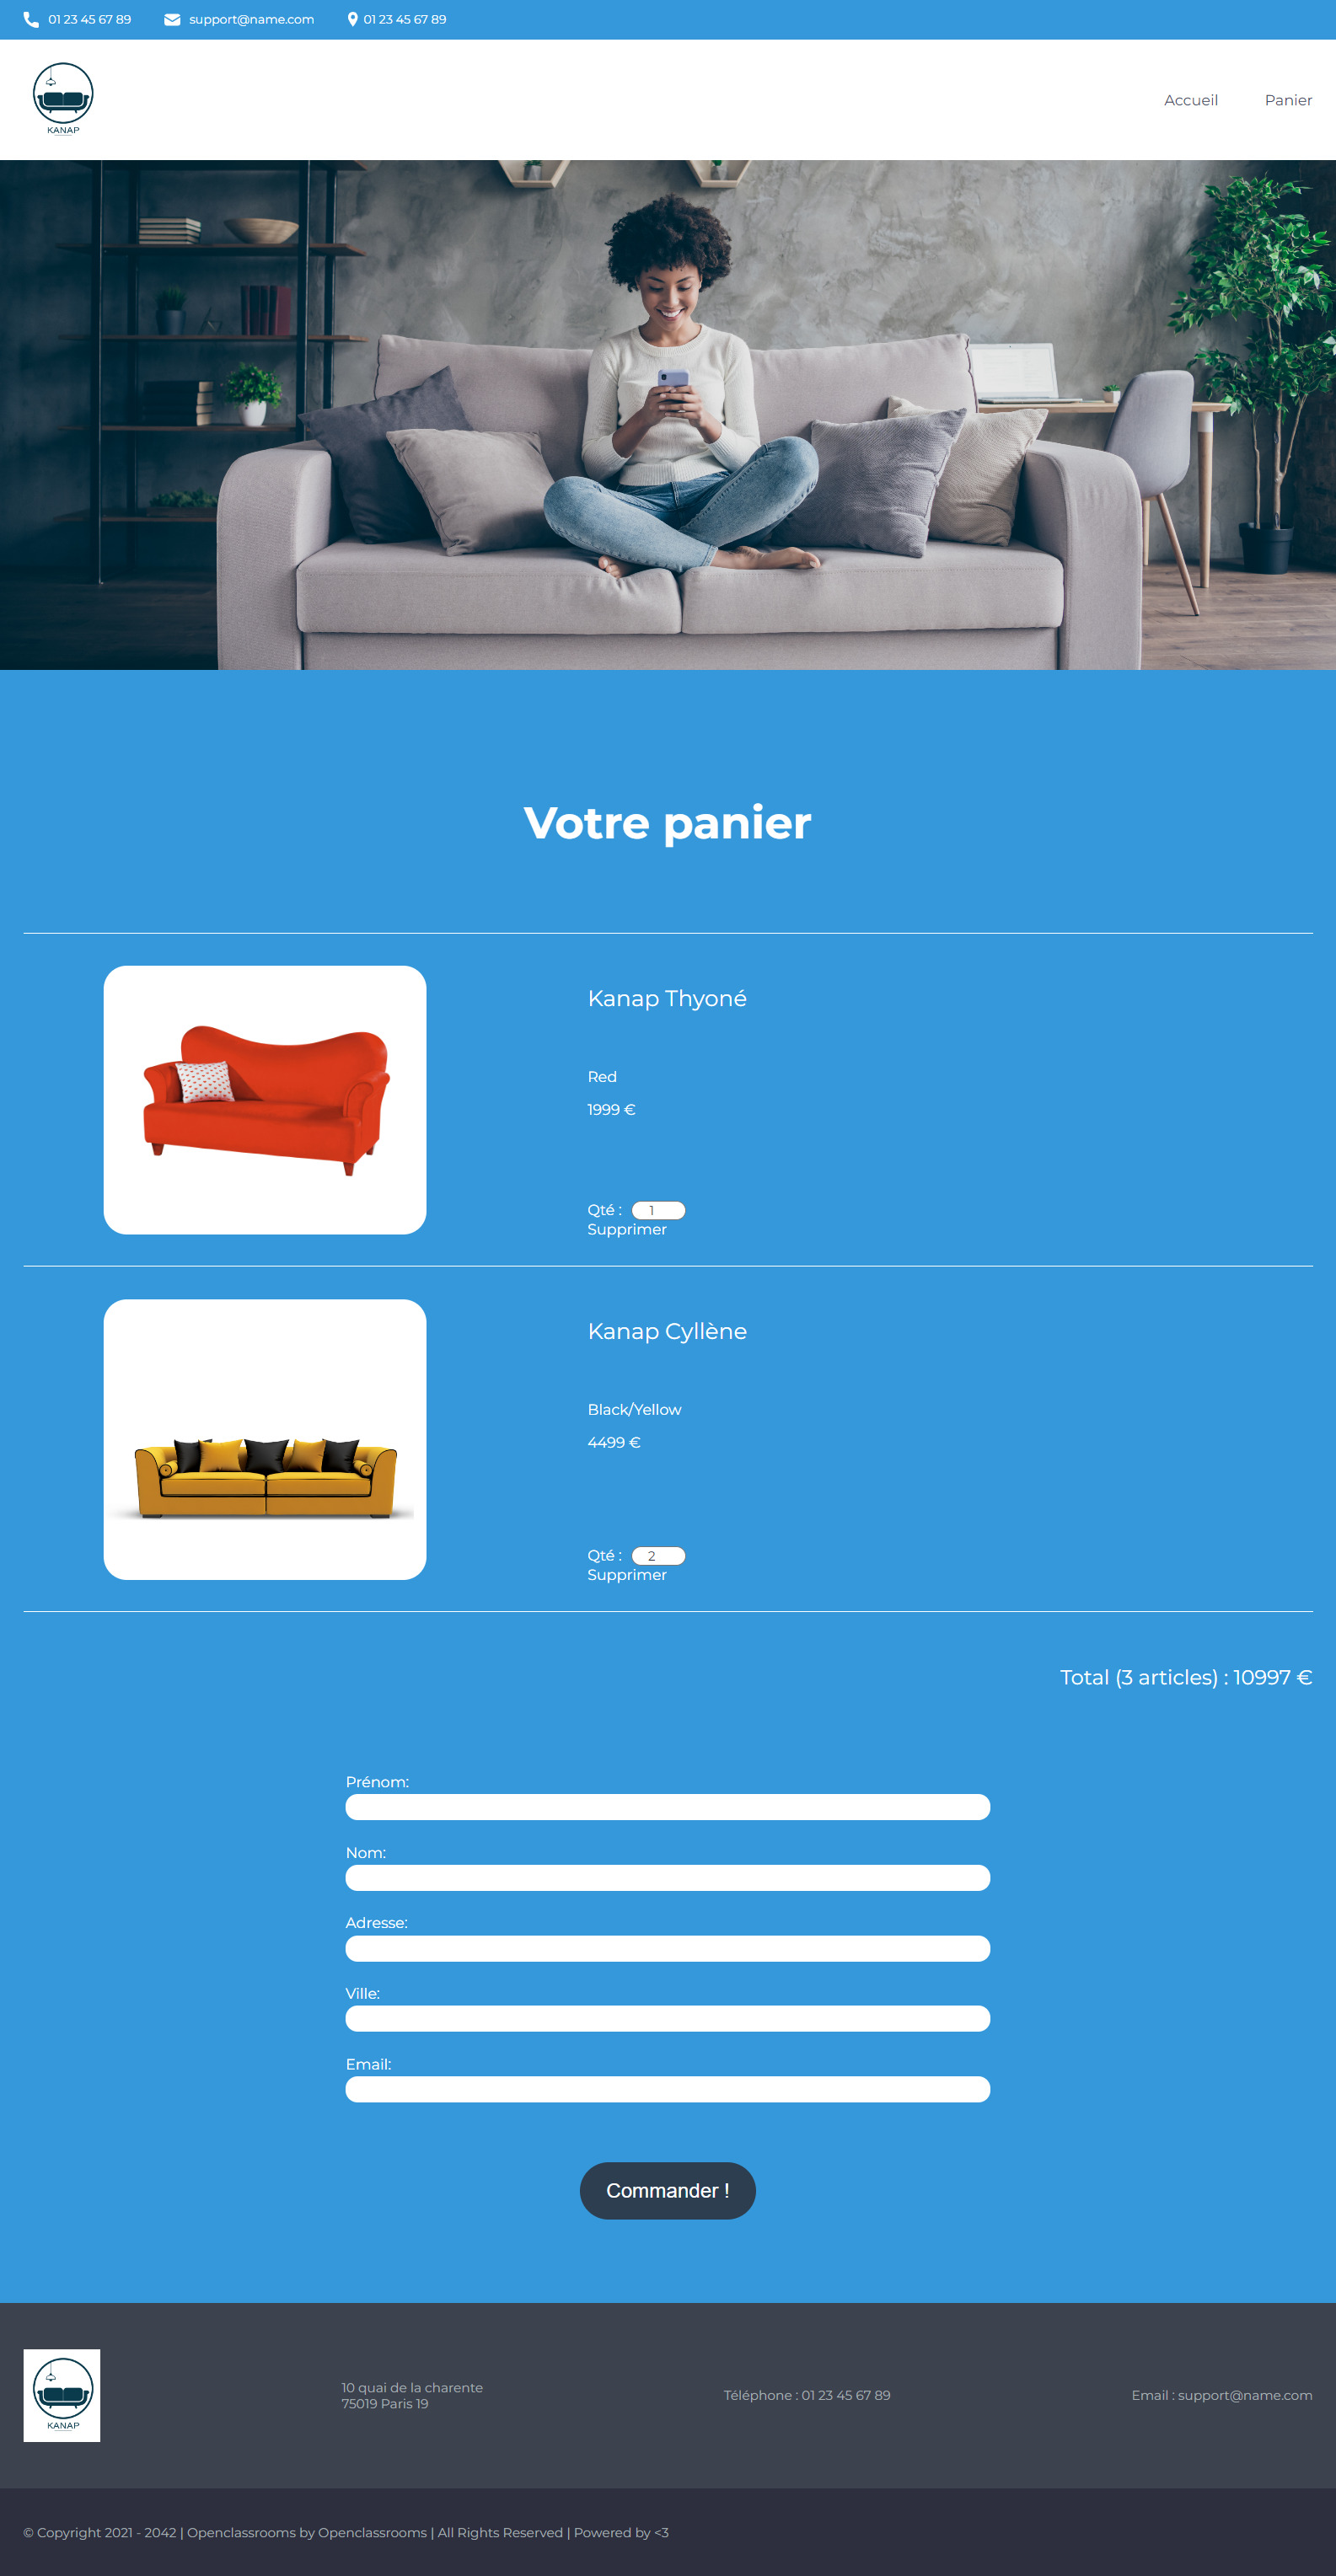 01 23 45 67 89
support@name.com
01 23 45 67 89
KANAP
Accueil
Panier
Votre panier
Kanap Thyoné
Red
1999 €
Qté : 1
Supprimer
Kanap Cyllène
Black/Yellow
4499 €
Qté : 2
Supprimer
Total (3 articles) : 10997 €
Prénom:
Nom:
Adresse:
Ville:
Email:
Commander !
KANAP
10 quai de la charente
75019 Paris 19
Téléphone : 01 23 45 67 89
Email : support@name.com
© Copyright 2021 - 2042 | Openclassrooms by Openclassrooms | All Rights Reserved | Powered by <3